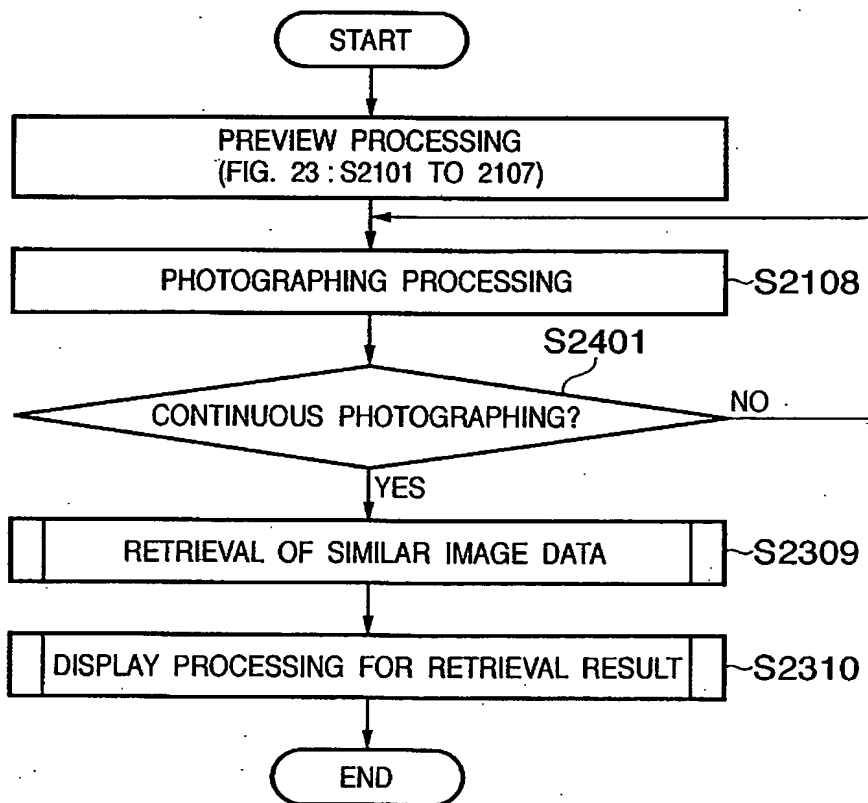 START
PREVIEW PROCESSING
(FIG. 23 : S2101 TO 2107)
PHOTOGRAPHING PROCESSING
S2108
S2401
CONTINUOUS PHOTOGRAPHING?
NO
YES
RETRIEVAL OF SIMILAR IMAGE DATA
S2309
DISPLAY PROCESSING FOR RETRIEVAL RESULT
S2310
END